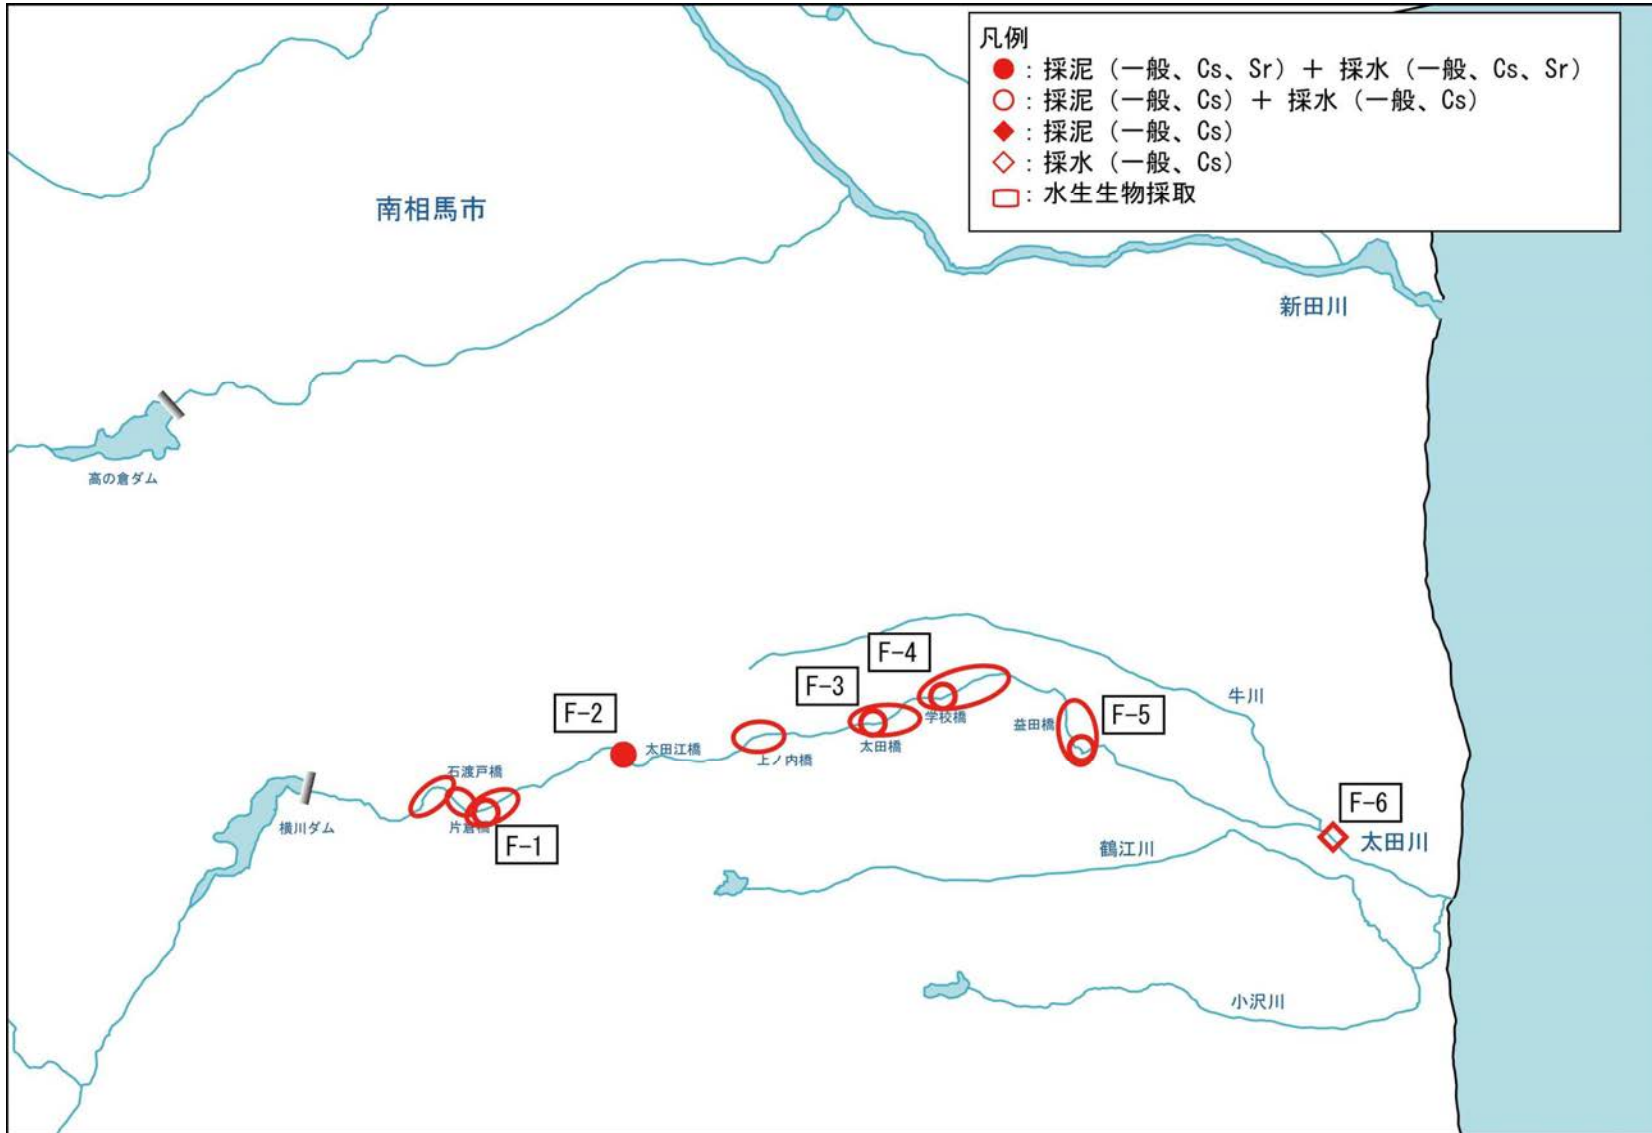 凡例
: 採泥（一般、Cs、Sr）＋ 採水（一般、Cs、Sr）
: 採泥（一般、Cs）＋ 採水（一般、Cs）
: 採泥（一般、Cs）
: 採水（一般、Cs）
: 水生生物採取
南相馬市
新田川
高の倉ダム
F-4
F-3
F-2
学校橋
牛川
益田橋
F-5
太田江橋
太田橋
上ノ内橋
石渡戸橋
F-6
横川ダム
片倉橋
F-1
太田川
鶴江川
小沢川